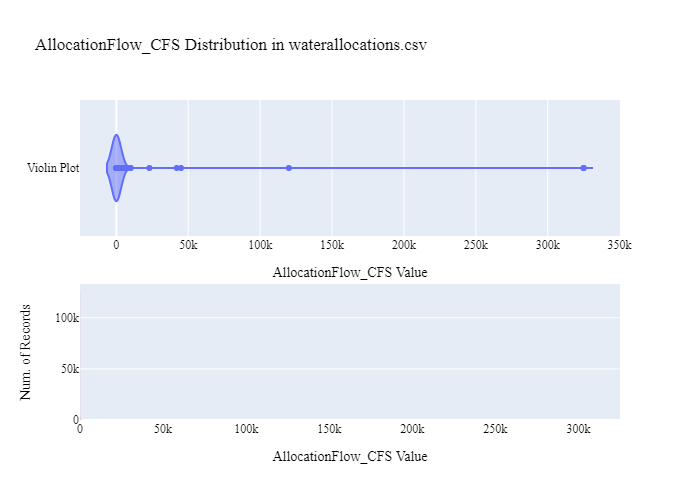 AllocationFlow_CFS Distribution in waterallocations.csv
Violin Plot
0 50k 100k 150k 200k 250k 300k 350k
AllocationFlow_CFS Value
Num. of Records
100k
50k
0
0 50k 100k 150k 200k 250k 300k
AllocationFlow_CFS Value